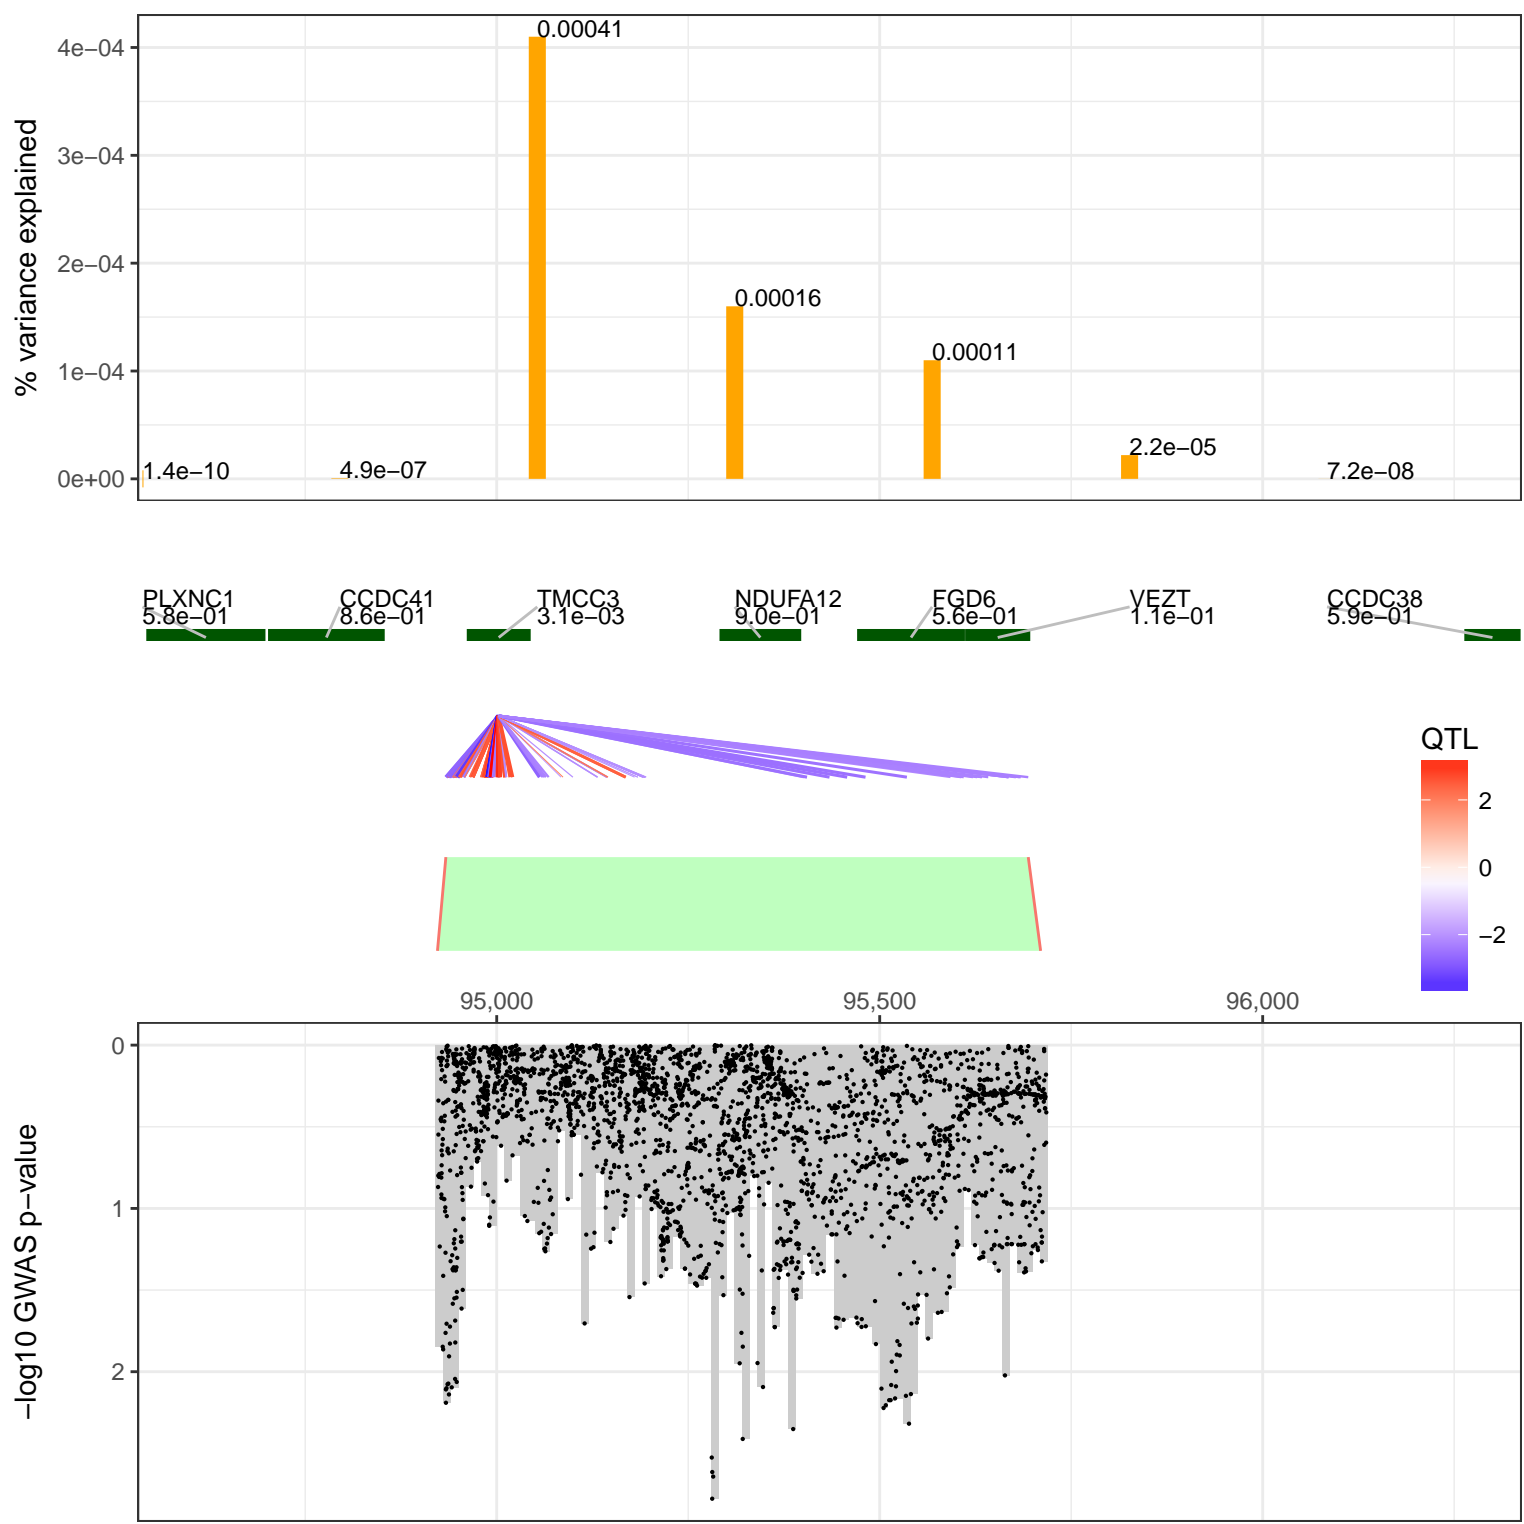 0.00041
4e−04
3e−04
% variance explained
0.00016
2e−04
0.00011
1e−04
2.2e−05
1.4e−10 4.9e−07 7.2e−08
0e+00
PLXNC1 CCDC41 TMCC3 NDUFA12 FGD6 VEZT CCDC38
5.8e−01 8.6e−01 3.1e−03 9.0e−01 5.6e−01 1.1e−01 5.9e−01
QTL
2
0
−2
95,000 95,500 96,000
0
1
2
−log10 GWAS p−value